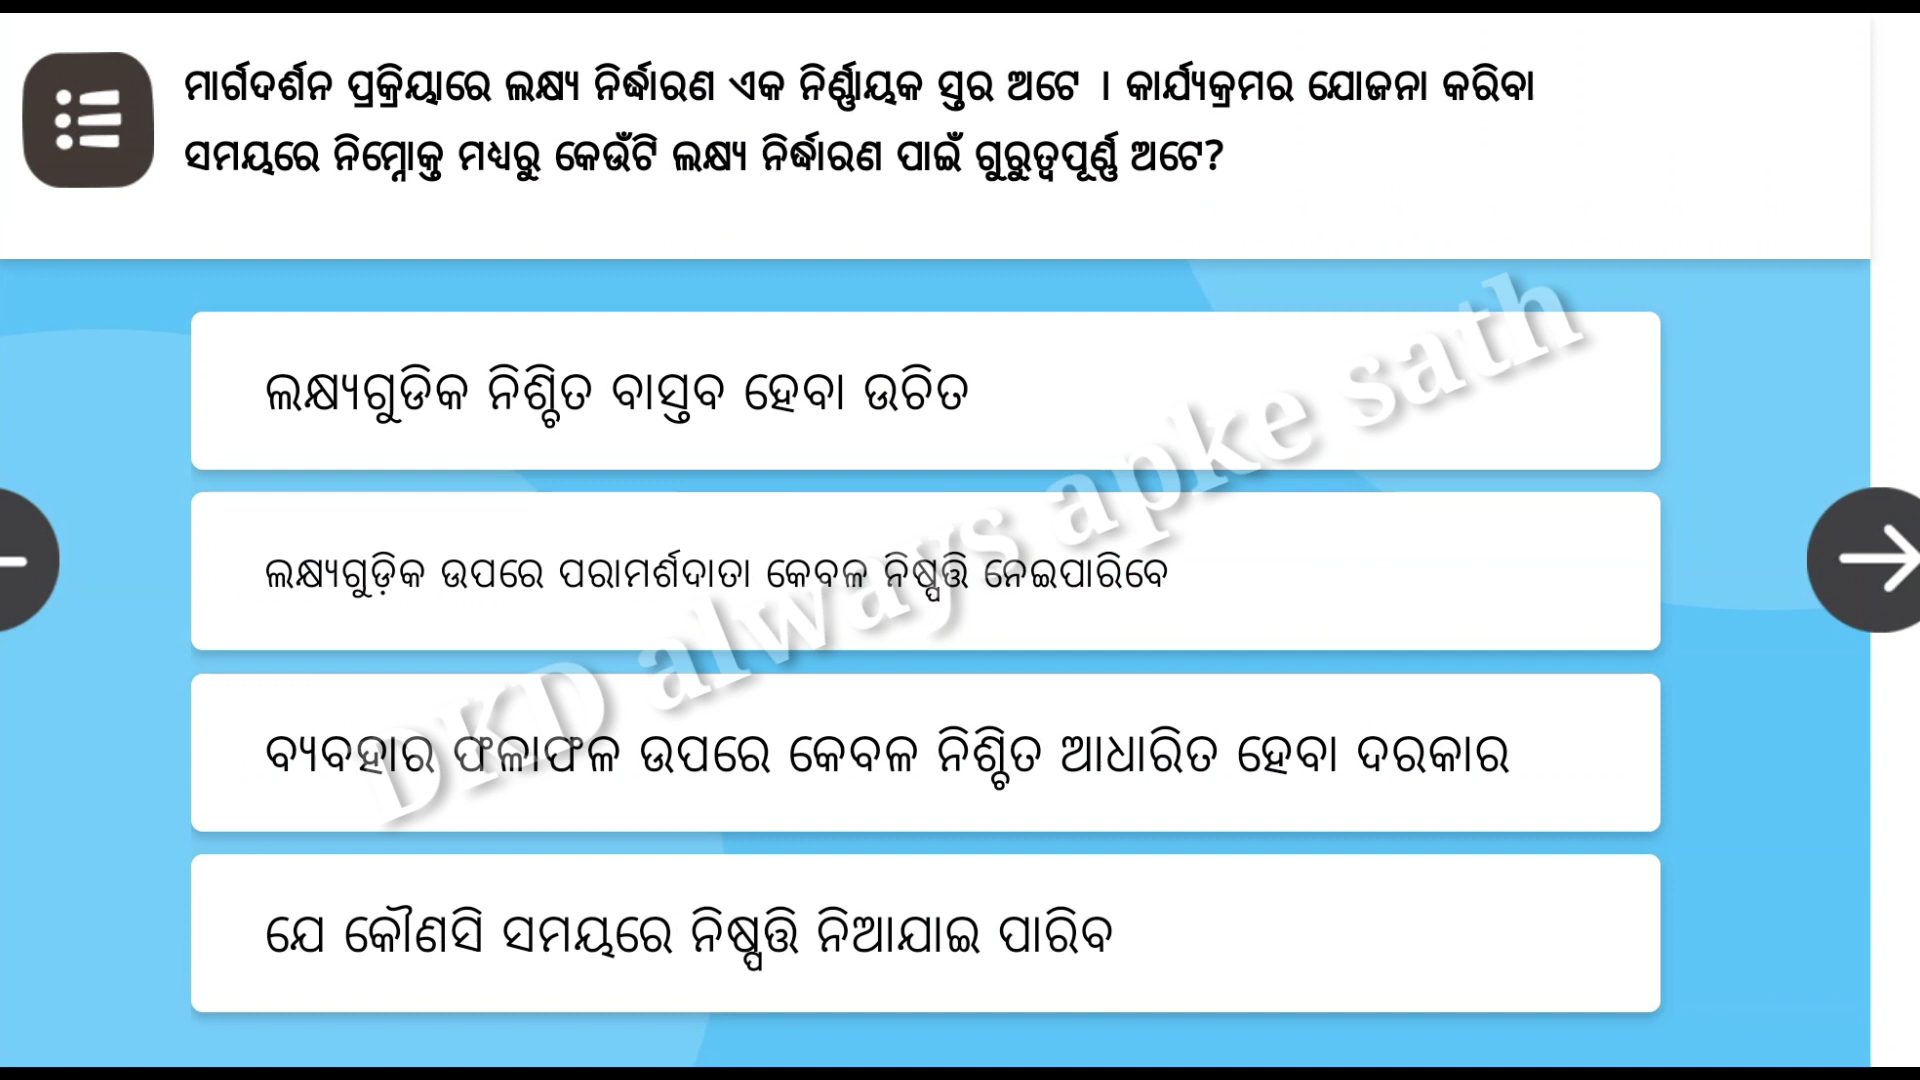 ମାର୍ଗଦର୍ଶନ ପ୍ରକ୍ରିୟାରେ ଲକ୍ଷ୍ୟ ନିର୍ଦ୍ଧାରଣ ଏକ ନିର୍ଣ୍ଣାୟକ ସ୍ତର ଅଟେ । କାର୍ଯ୍ୟକ୍ରମର ଯୋଜନା କରିବା
ସମୟରେ ନିମ୍ନୋକ୍ତ ମଧ୍ୟରୁ କେଉଁଟି ଲକ୍ଷ୍ୟ ନିର୍ଦ୍ଧାରଣ ପାଇଁ ଗୁରୁତ୍ୱପୂର୍ଣ୍ଣ ଅଟେ?
ଲକ୍ଷ୍ୟଗୁଡିକ ନିଶ୍ଚିତ ବାସ୍ତବ ହେବା ଉଚିତ
ଲକ୍ଷ୍ୟଗୁଡ଼ିକ ଉପରେ ପରାମର୍ଶଦାତା କେବଳ ନିଷ୍ପତ୍ତି ନେଇପାରିବେ
ବ୍ୟବହାର ଫଳାଫଳ ଉପରେ କେବଳ ନିଶ୍ଚିତ ଆଧାରିତ ହେବା ଦରକାର
ଯେ କୌଣସି ସମୟରେ ନିଷ୍ପତ୍ତି ନିଆଯାଇ ପାରିବ
DKD always apke sath